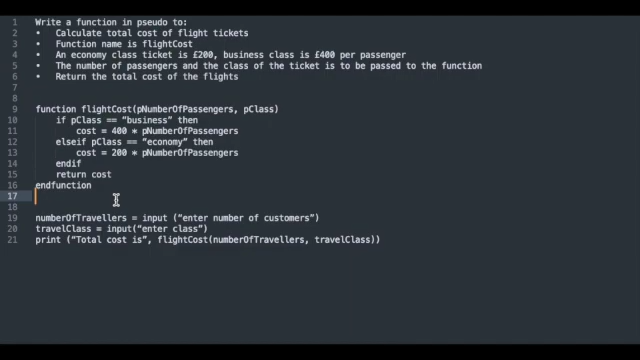 1 Write a function in pseudo to:
2 • Calculate total cost of flight tickets
3 • Function name is flightCost
4 • An economy class ticket is £200, business class is £400 per passenger
5 • The number of passengers and the class of the ticket is to be passed to the function
6 • Return the total cost of the flights
7
8
9 function flightCost(pNumberOfPassengers, pClass)
10 if pClass == “business” then
11 cost = 400 * pNumberOfPassengers
12 elseif pClass == “economy” then
13 cost = 200 * pNumberOfPassengers
14 endif
15 return cost
16 endfunction
17
18
19 numberOfTravellers = input (“enter number of customers”)
20 travelClass = input(“enter class”)
21 print (“Total cost is”, flightCost(numberOfTravellers, travelClass))